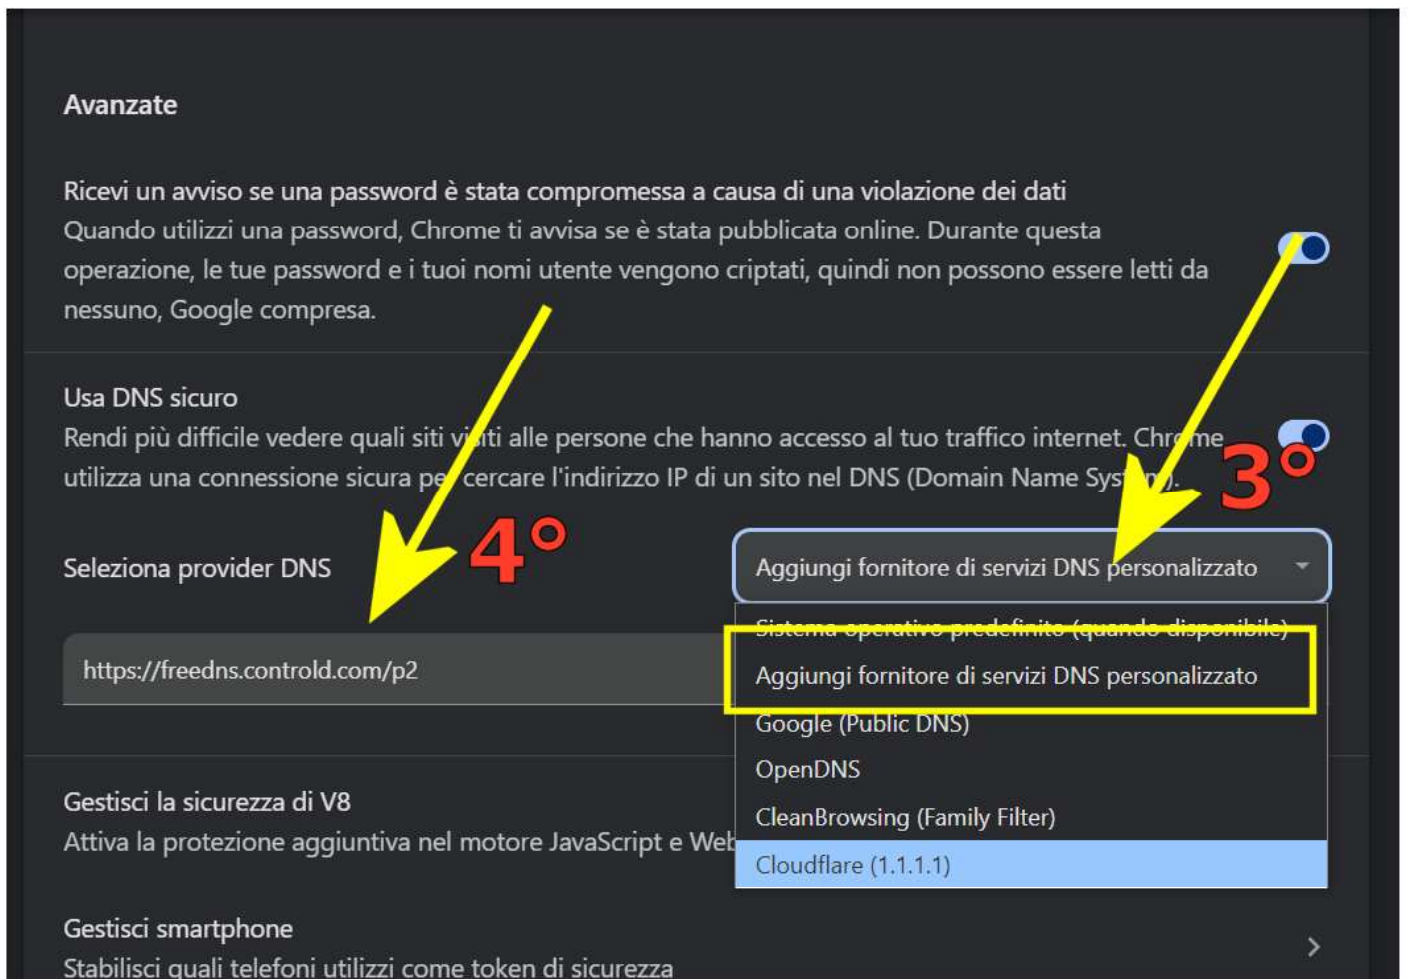 Avanzate
Ricevi un avviso se una password è stata compromessa a causa di una violazione dei dati
Quando utilizzi una password, Chrome ti avvisa se è stata pubblicata online. Durante questa
operazione, le tue password e i tuoi nomi utente vengono criptati, quindi non possono essere letti da
nessuno, Google compresa.
Usa DNS sicuro
Rendi più difficile vedere quali siti visiti alle persone che hanno accesso al tuo traffico internet. Chrome
utilizza una connessione sicura per cercare l'indirizzo IP di un sito nel DNS (Domain Name System).
3°
4°
Seleziona provider DNS
Aggiungi fornitore di servizi DNS personalizzato
Sistema operativo predefinito (quando disponibile)
https://freedns.controld.com/p2
Aggiungi fornitore di servizi DNS personalizzato
Google (Public DNS)
OpenDNS
Gestisci la sicurezza di V8
CleanBrowsing (Family Filter)
Attiva la protezione aggiuntiva nel motore JavaScript e Web
Cloudflare (1.1.1.1)
Gestisci smartphone
Stabilisci quali telefoni utilizzi come token di sicurezza